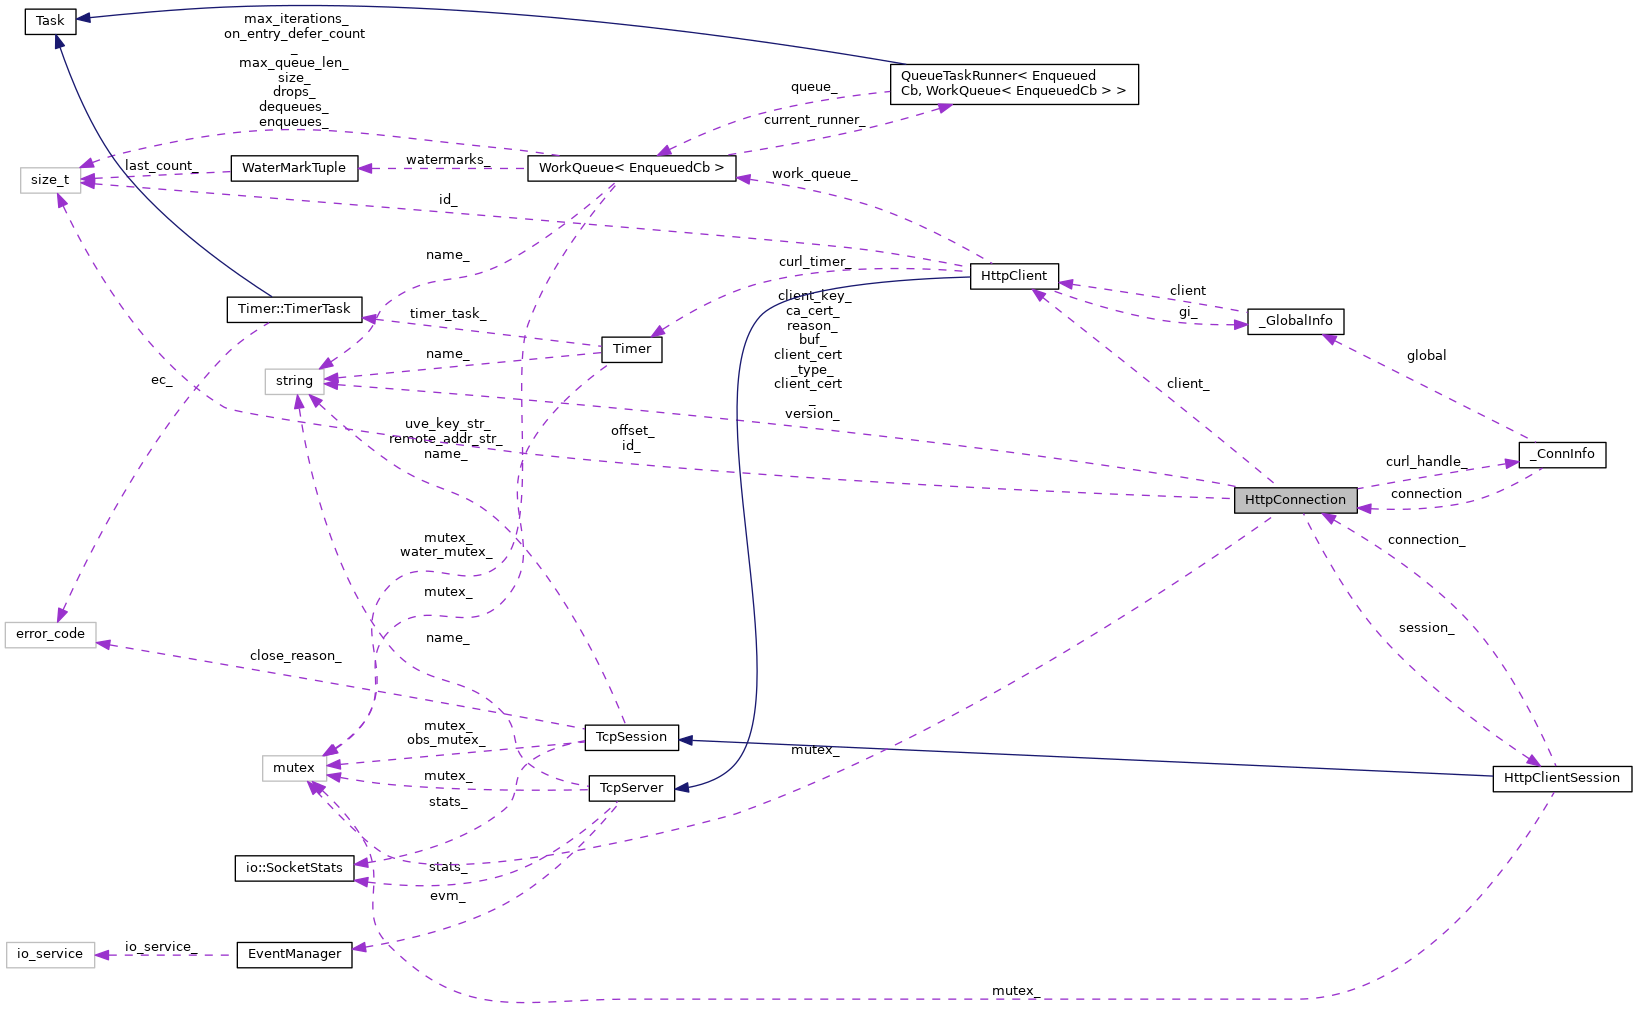 Task
max_iterations_
on_entry_defer_count
_
max_queue_len_
size_
drops_
dequeues_
enqueues_
QueueTaskRunner< Enqueued
Cb, WorkQueue< EnqueuedCb > >
queue_
current_runner_
size_t
last_count_
WaterMarkTuple
watermarks_
WorkQueue< EnqueuedCb >
work_queue_
id_
name_
curl_timer_
HttpClient
client
gi_
_GlobalInfo
Timer::TimerTask
timer_task_
client_key_
ca_cert_
reason_
buf_
client_cert
_type_
client_cert
_
version_
Timer
name_
string
ec_
global
client_
uve_key_str_
remote_addr_str_
name_
offset_
id_
curl_handle_
_ConnInfo
connection
HttpConnection
connection_
mutex_
water_mutex_
mutex_
name_
error_code
close_reason_
session_
mutex_
obs_mutex_
TcpSession
mutex_
mutex
mutex_
TcpServer
HttpClientSession
stats_
io::SocketStats
stats_
evm_
io_service
io_service_
EventManager
mutex_